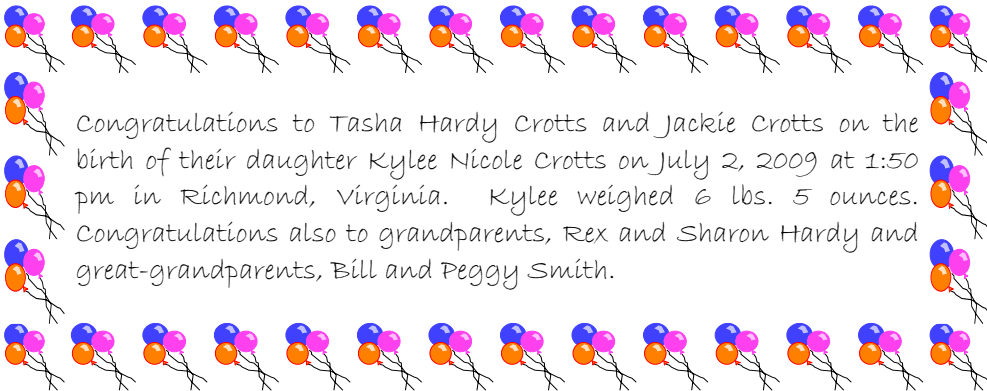 Congratulations to Tasha Hardy Crotts and Jackie Crotts on the
birth of their daughter Kylee Nicole Crotts on July 2, 2009 at 1:50
pm in Richmond, Virginia. Kylee weighed 6 lbs. 5 ounces.
Congratulations also to grandparents, Rex and Sharon Hardy and
great-grandparents, Bill and Peggy Smith.